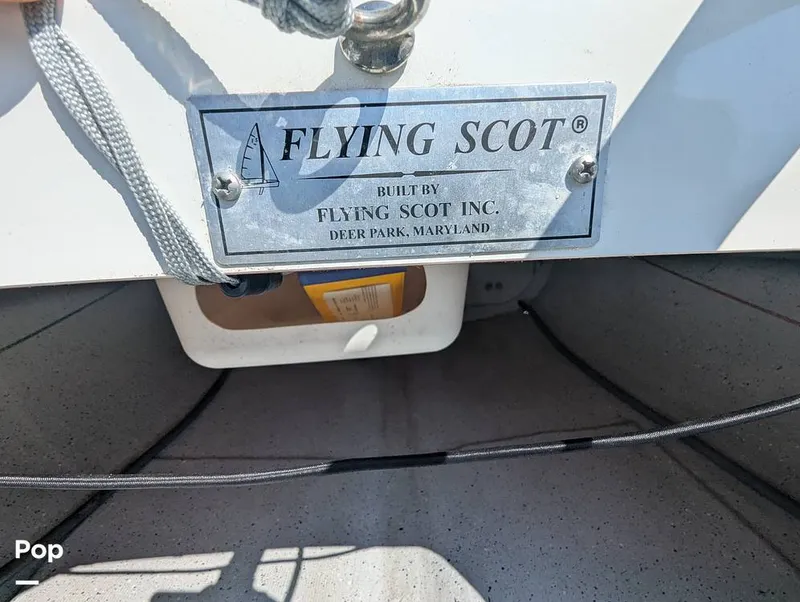 FLYING SCOT®
BUILT BY
FLYING SCOT INC.
DEER PARK, MARYLAND
Pop